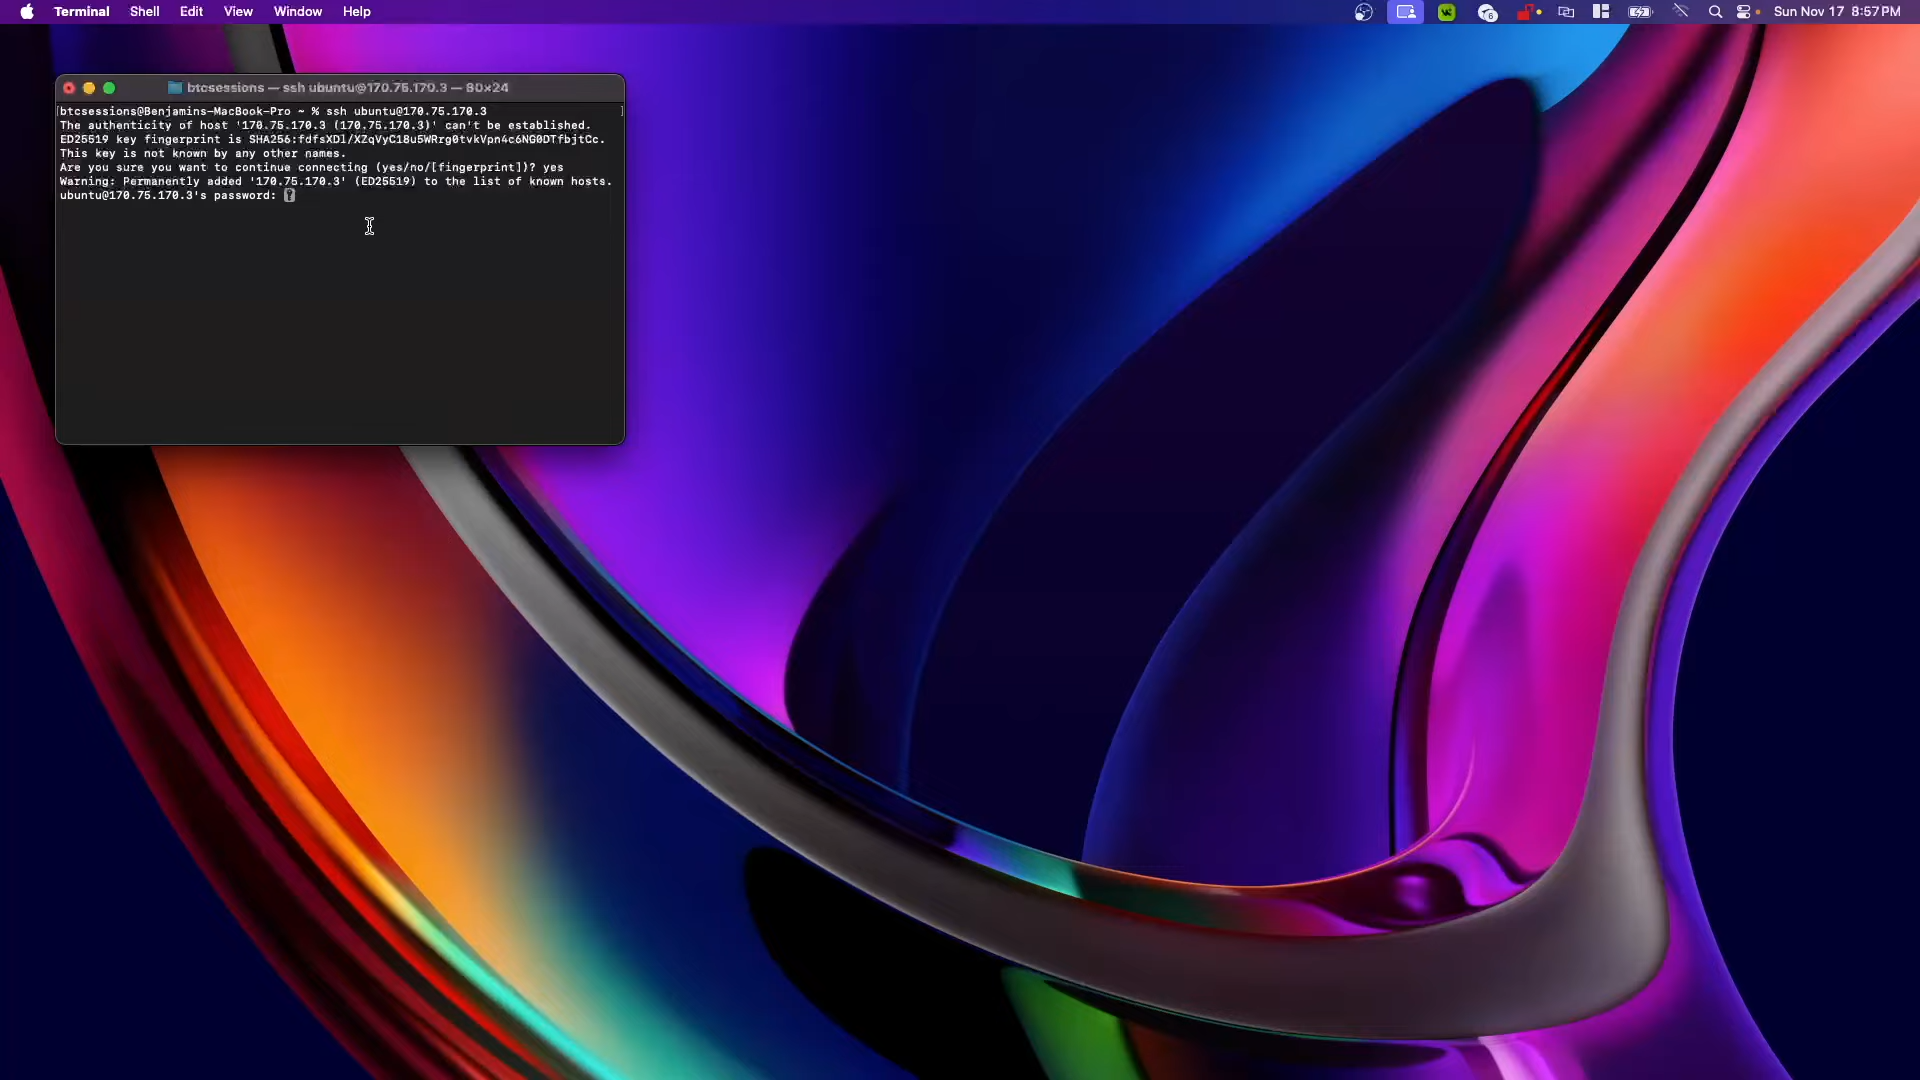 Terminal Shell Edit View Window Help
6
Sun Nov 17 8:57 PM
btcsessions — ssh ubuntu@170.75.170.3 — 80×24
[btcsessions@Benjamins-MacBook-Pro ~ % ssh ubuntu@170.75.170.3 ]
The authenticity of host '170.75.170.3 (170.75.170.3)' can't be established.
ED25519 key fingerprint is SHA256:fdfsXDl/XZqVyC18u5WRrg0tvkVpn4c6NG0DTfbjtCc.
This key is not known by any other names.
Are you sure you want to continue connecting (yes/no/[fingerprint])? yes
Warning: Permanently added '170.75.170.3' (ED25519) to the list of known hosts.
ubuntu@170.75.170.3's password: